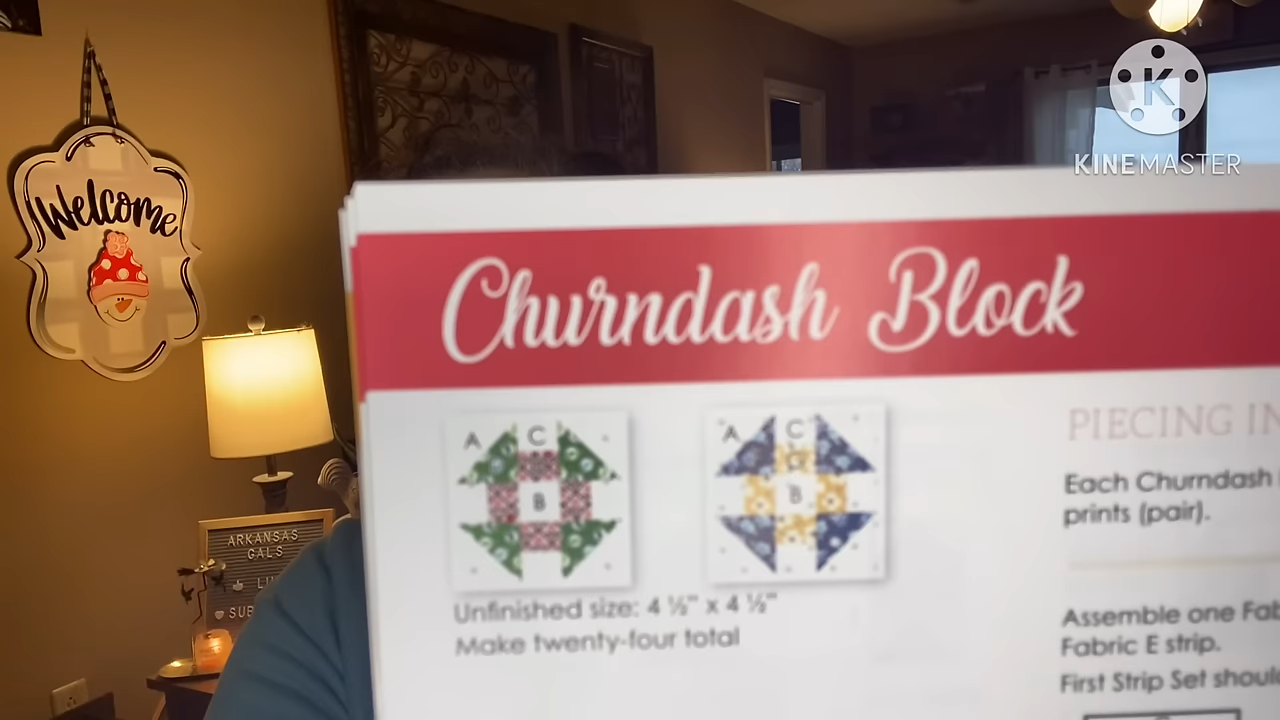 Welcome
K
KINEMASTER
ARKANSAS
GALS
SUB
Churndash Block
A C
B
A C
B
Unfinished size: 4 ½" x 4 ½"
Make twenty-four total
PIECING IN
Each Churndash
prints (pair).
Assemble one Fab
Fabric E strip.
First Strip Set shoul